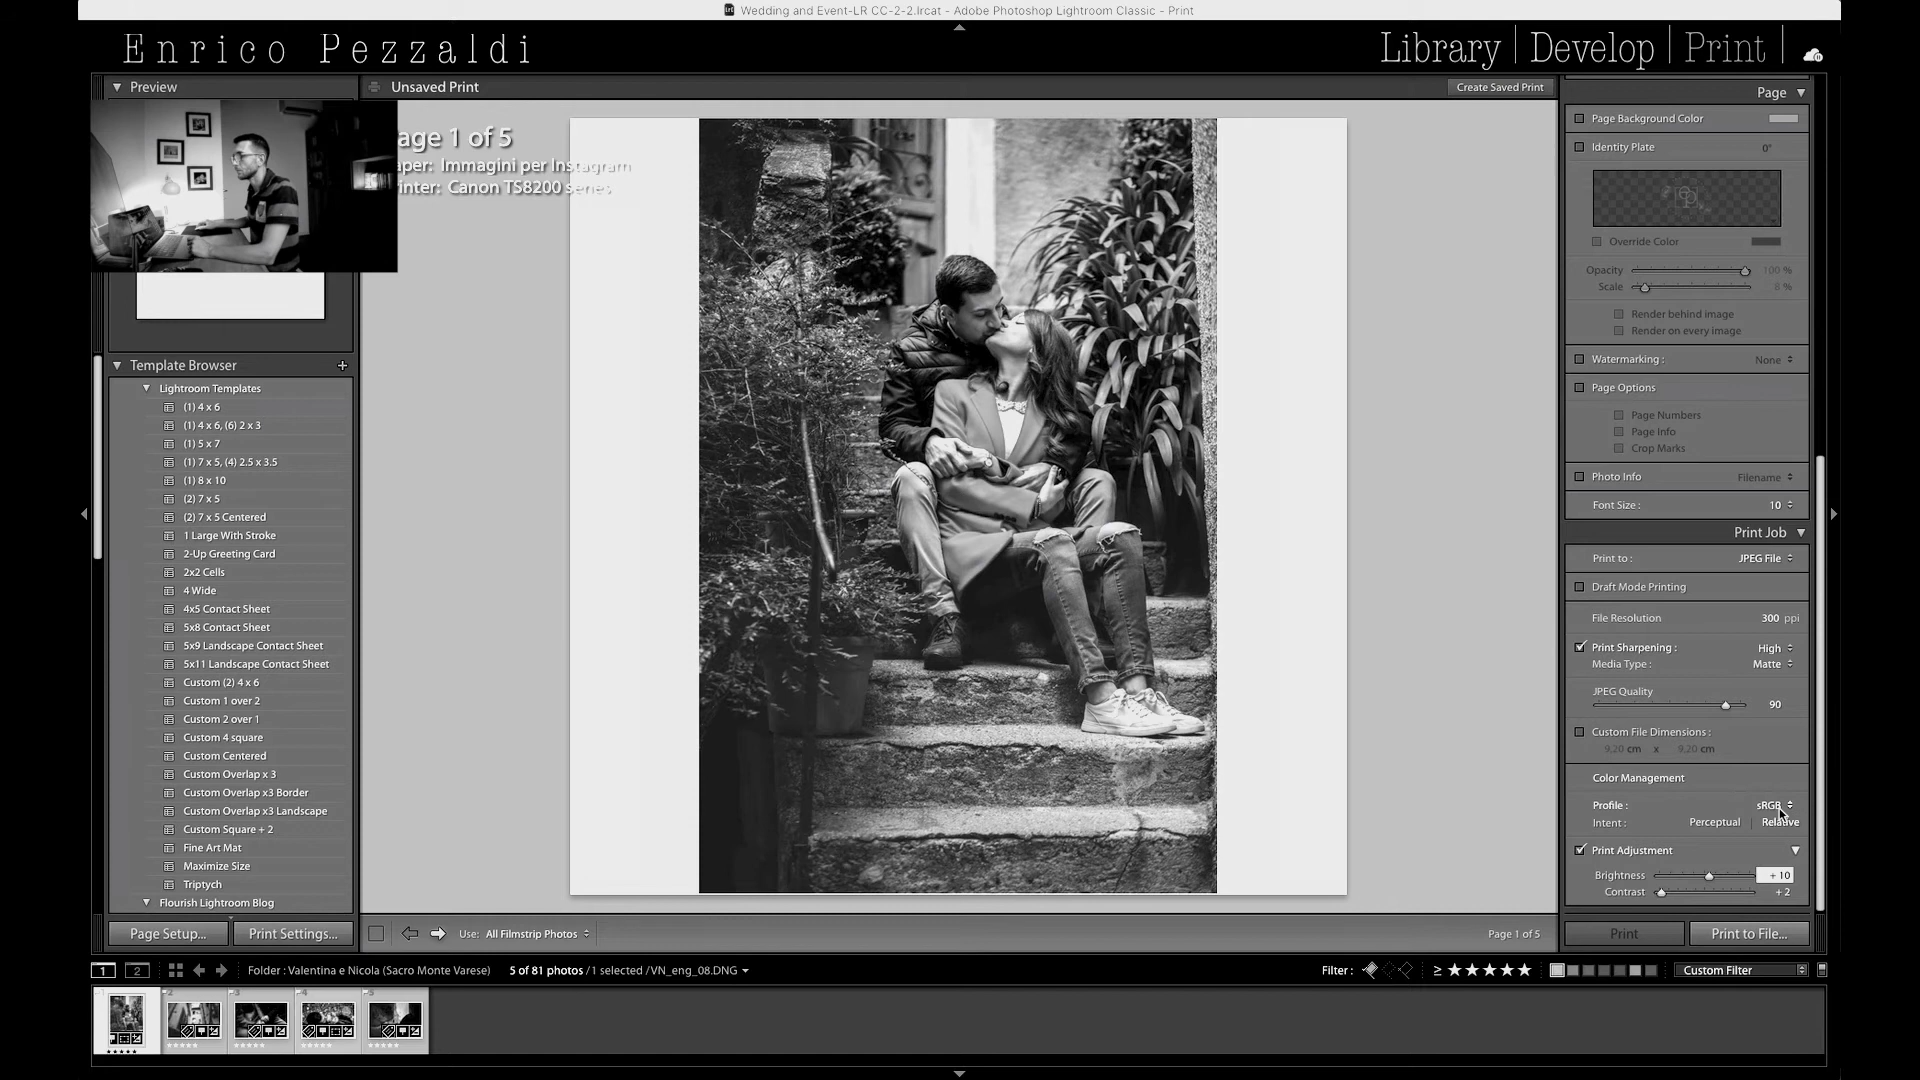 Wedding and Event-LR CC-2-2.lrcat - Adobe Photoshop Lightroom Classic - Print
Enrico Pezzaldi
Library | Develop | Print |
Preview
Unsaved Print
Create Saved Print
age 1 of 5
aper: Immagini per Instagram
inter: Canon TS8200 series
Template Browser +
Lightroom Templates
(1) 4 x 6
(1) 4 x 6, (6) 2 x 3
(1) 5 x 7
(1) 7 x 5, (4) 2.5 x 3.5
(1) 8 x 10
(2) 7 x 5
(2) 7 x 5 Centered
1 Large With Stroke
2-Up Greeting Card
2x2 Cells
4 Wide
4x5 Contact Sheet
5x8 Contact Sheet
5x9 Landscape Contact Sheet
5x11 Landscape Contact Sheet
Custom (2) 4 x 6
Custom 1 over 2
Custom 2 over 1
Custom 4 square
Custom Centered
Custom Overlap x 3
Custom Overlap x3 Border
Custom Overlap x3 Landscape
Custom Square + 2
Fine Art Mat
Maximize Size
Triptych
Flourish Lightroom Blog
Page Setup...
Print Settings...
Use: All Filmstrip Photos
Page 1 of 5
Page
Page Background Color
Identity Plate 0°
Override Color
Opacity 100 %
Scale 8 %
Render behind image
Render on every image
Watermarking : None
Page Options
Page Numbers
Page Info
Crop Marks
Photo Info Filename
Font Size : 10
Print Job
Print to : JPEG File
Draft Mode Printing
File Resolution 300 ppi
Print Sharpening : High
Media Type : Matte
JPEG Quality
90
Custom File Dimensions :
9,20 cm x 9,20 cm
Color Management
Profile : sRGB
Intent : Perceptual | Relative
Print Adjustment
Brightness + 10
Contrast + 2
Print
Print to File...
1 2 Folder : Valentina e Nicola (Sacro Monte Varese) 5 of 81 photos / 1 selected / VN_eng_08.DNG
Filter : ≥ ★★★★★ Custom Filter